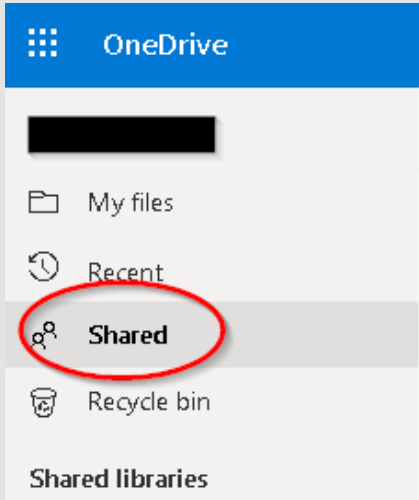 OneDrive
My files
Recent
Shared
Recycle bin
Shared libraries